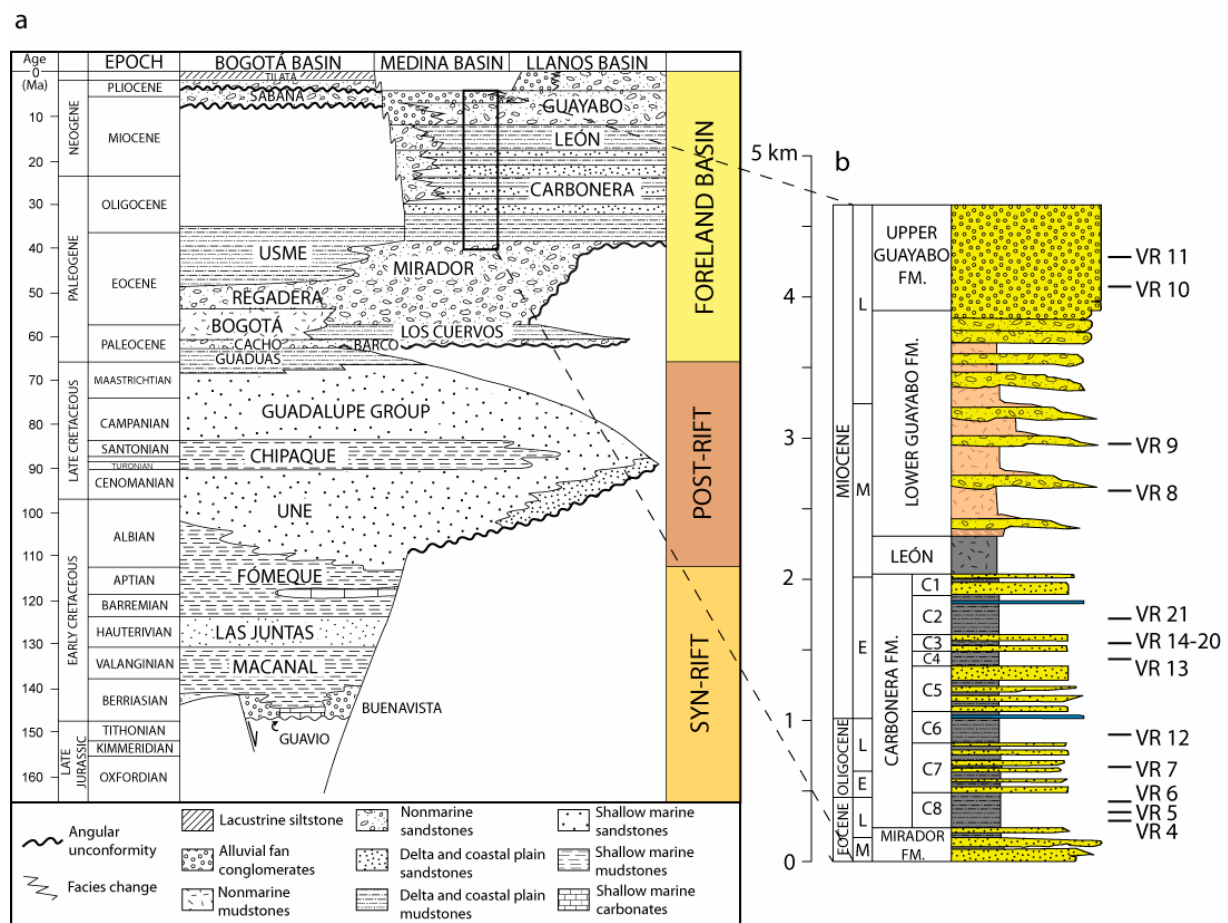 a
Age
(Ma)
EPOCH
BOGOTÁ BASIN
MEDINA BASIN
LLANOS BASIN
0
10
20
30
40
50
60
70
80
90
100
110
120
130
140
150
160
NEOGENE
PALEOGENE
LATE CRETACEOUS
EARLY CRETACEOUS
LATE
JURASSIC
PLIOCENE
MIOCENE
OLIGOCENE
EOCENE
PALEOCENE
MAASTRICHTIAN
CAMPANIAN
SANTONIAN
TURONIAN
CENOMANIAN
ALBIAN
APTIAN
BARREMIAN
HAUTERIVIAN
VALANGINIAN
BERRIASIAN
TITHONIAN
KIMMERIDIAN
OXFORDIAN
TILATA
SABANA
GUAYABO
LEÓN
CARBONERA
USME
MIRADOR
REGADERA
BOGOTÁ
LOS CUERVOS
CACHO
BARCO
GUADUAS
GUADALUPE GROUP
CHIPAQUE
UNE
FÓMEQUE
LAS JUNTAS
MACANAL
BUENAVISTA
GUAVIO
FORELAND BASIN
POST-RIFT
SYN-RIFT
Angular
unconformity
Facies change
Lacustrine siltstone
Alluvial fan
conglomerates
Nonmarine
mudstones
Nonmarine
sandstones
Delta and coastal plain
sandstones
Delta and coastal plain
mudstones
Shallow marine
sandstones
Shallow marine
mudstones
Shallow marine
carbonates
b
5 km
4
3
2
1
0
MIOCENE
OLIGOCENE
EOCENE
L
M
E
L
E
L
M
UPPER
GUAYABO
FM.
LOWER GUAYABO FM.
LEÓN
CARBONERA FM.
C1
C2
C3
C4
C5
C6
C7
C8
MIRADOR
FM.
VR 11
VR 10
VR 9
VR 8
VR 21
VR 14-20
VR 13
VR 12
VR 7
VR 6
VR 5
VR 4